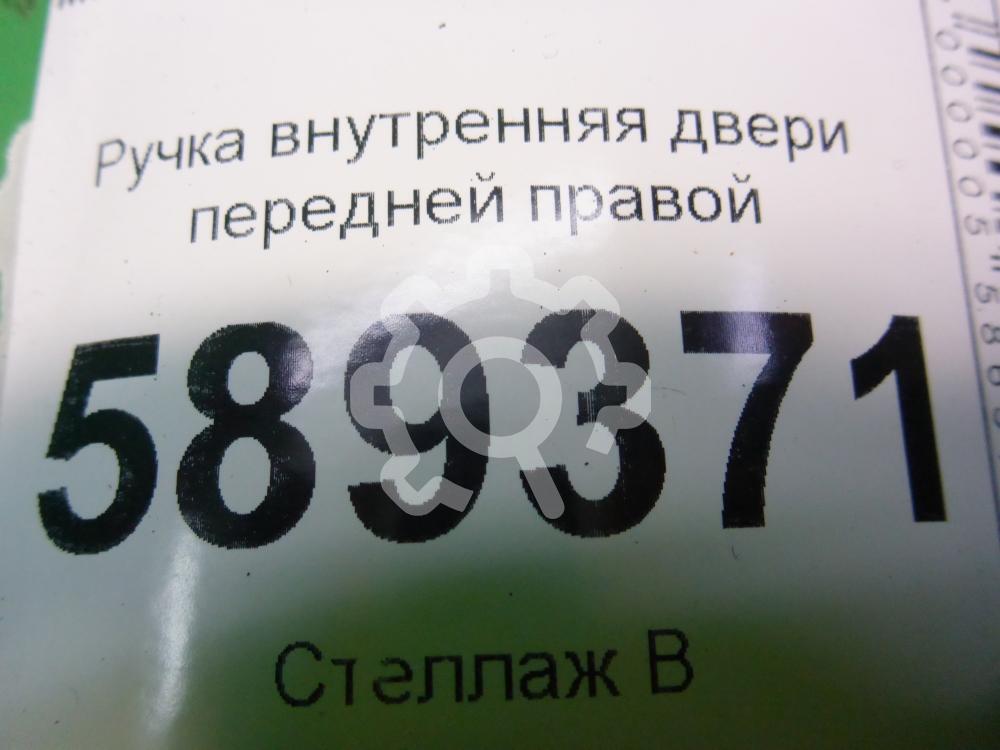 Ручка внутренняя двери
передней правой
589371
Стеллаж В